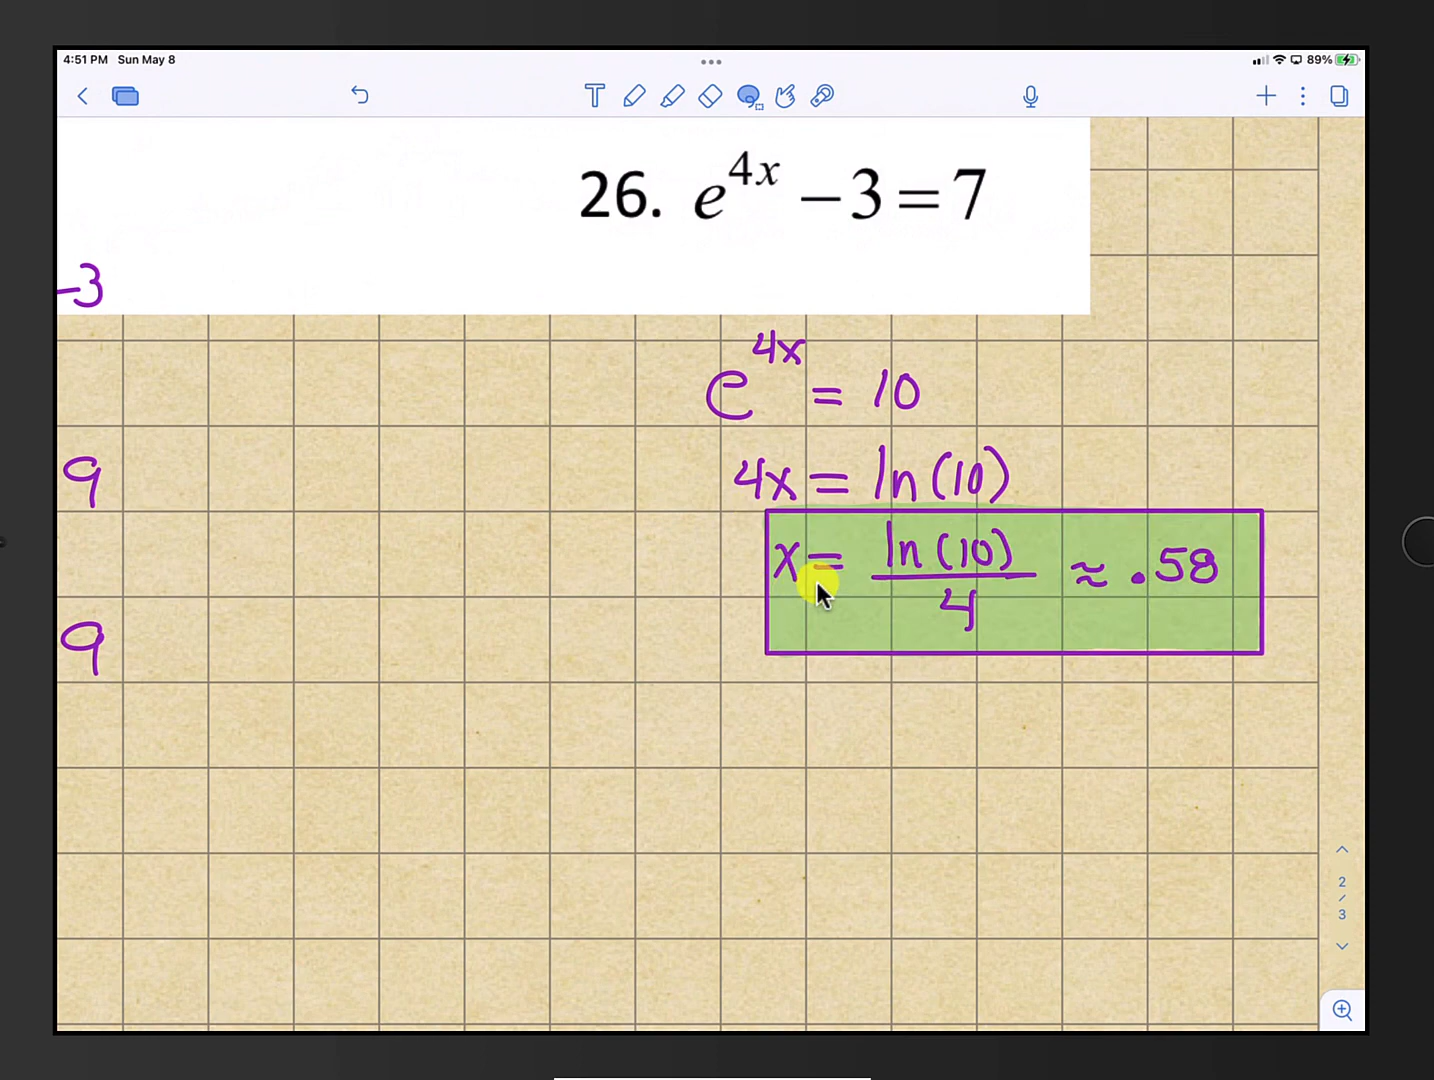 4:51 PM Sun May 8
89%
26. e^{4x} − 3 = 7
−3
e^{4x} = 10
9
4x = ln(10)
x = ln(10)/4 ≈ .58
9
2
/
3